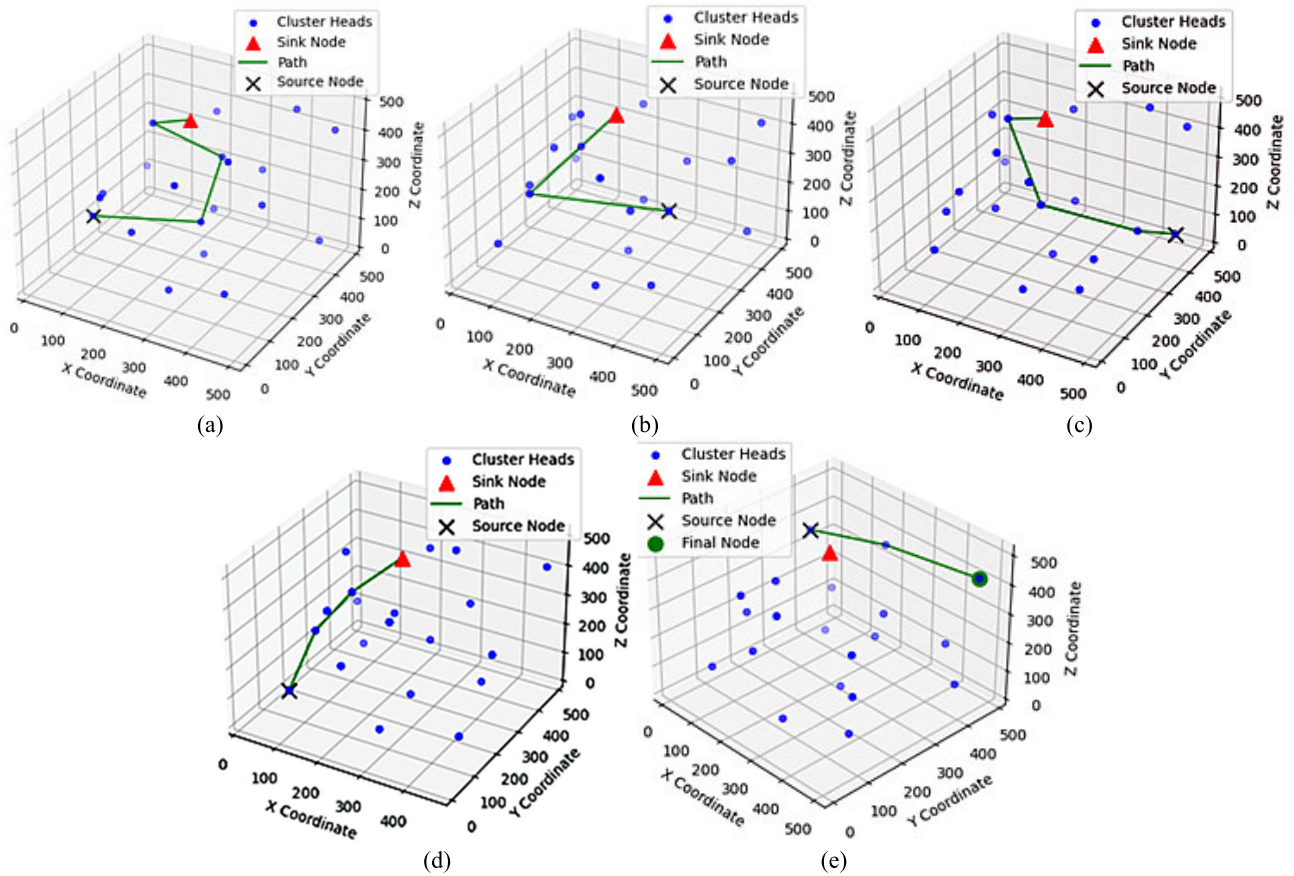 Cluster Heads
Sink Node
Path
Source Node
500
400
300
200
100
0
Z Coordinate
0
100
200
300
400
500
X Coordinate
0
100
200
300
400
500
Y Coordinate
(a)
Cluster Heads
Sink Node
Path
Source Node
500
400
300
200
100
0
Z Coordinate
0
100
200
300
400
500
X Coordinate
0
100
200
300
400
500
Y Coordinate
(b)
Cluster Heads
Sink Node
Path
Source Node
500
400
300
200
100
0
Z Coordinate
0
100
200
300
400
500
X Coordinate
0
100
200
300
400
500
Y Coordinate
(c)
Cluster Heads
Sink Node
Path
Source Node
500
400
300
200
100
0
Z Coordinate
0
100
200
300
400
X Coordinate
0
100
200
300
400
500
Y Coordinate
(d)
Cluster Heads
Sink Node
Path
Source Node
Final Node
500
400
300
200
100
0
Z Coordinate
0
100
200
300
400
500
X Coordinate
0
100
200
300
400
500
Y Coordinate
(e)